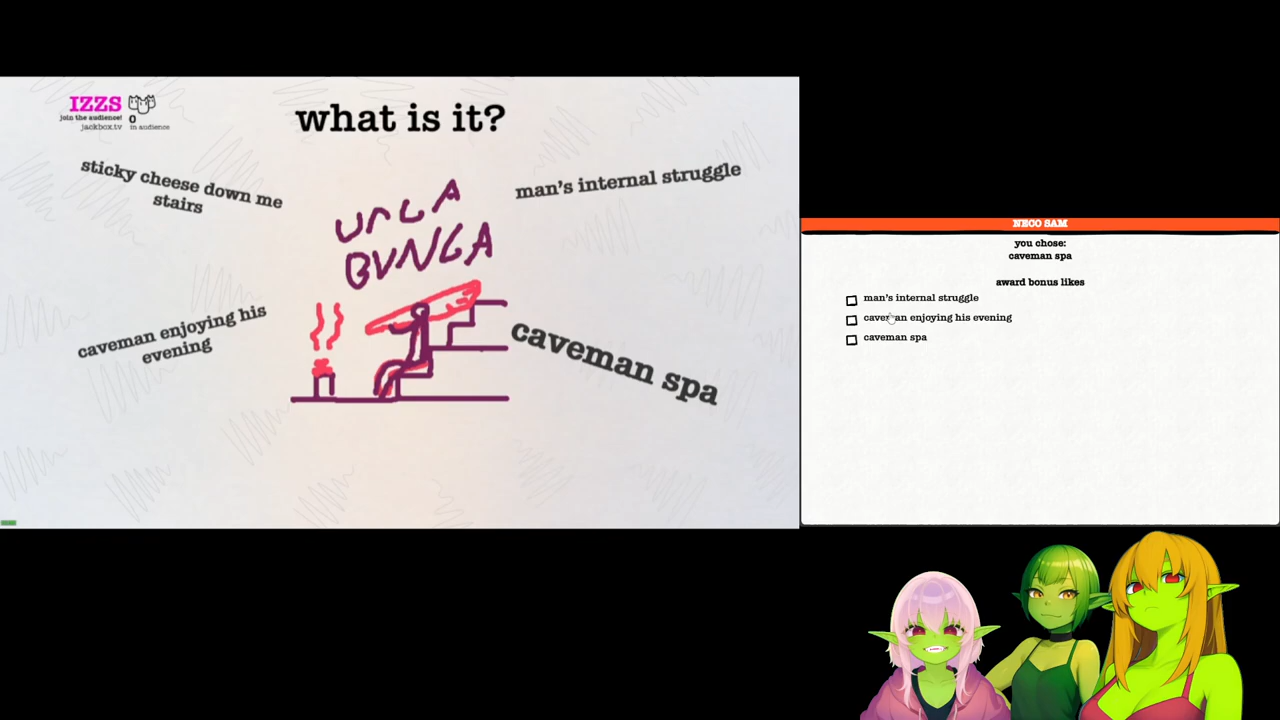 IZZS
join the audience!
jackbox.tv
0
in audience
what is it?
sticky cheese down me
stairs
man's internal struggle
URGA
BUNGA
caveman enjoying his
evening
caveman spa
NECO SAM
you chose:
caveman spa
award bonus likes
man's internal struggle
caveman enjoying his evening
caveman spa